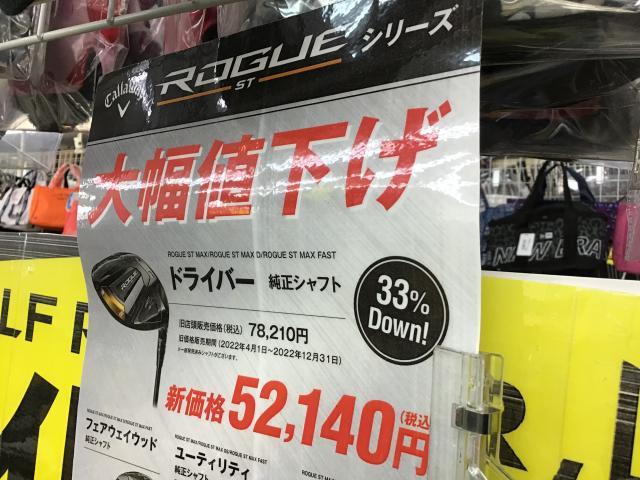 Callaway
ROGUE ST シリーズ
大幅値下げ
ROGUE ST MAX/ROGUE ST MAX D/ROGUE ST MAX FAST
ドライバー 純正シャフト
ROGUE
33% Down!
旧店頭販売価格(税込) 78,210円
旧価格販売期間 (2022年4月1日~2022年12月31日)
新価格 52,140円 (税込
フェアウェイウッド
純正シャフト
ユーティリティ
純正シャフト
NEW ERA
LF